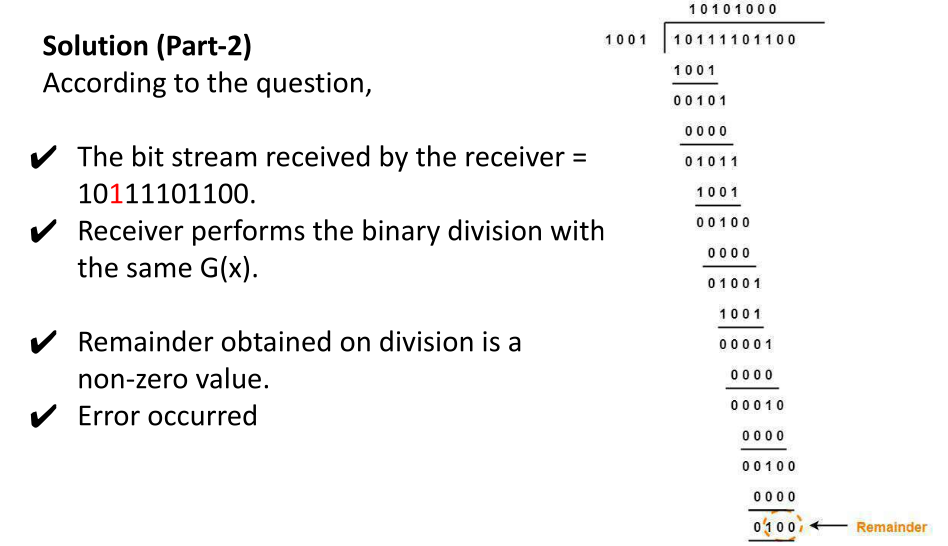 Solution (Part-2)
According to the question,
✔ The bit stream received by the receiver =
10111101100.
✔ Receiver performs the binary division with
the same G(x).
✔ Remainder obtained on division is a
non-zero value.
✔ Error occurred
10101000
1001 10111101100
1001
00101
0000
01011
1001
00100
0000
01001
1001
00001
0000
00010
0000
00100
0000
0100 Remainder